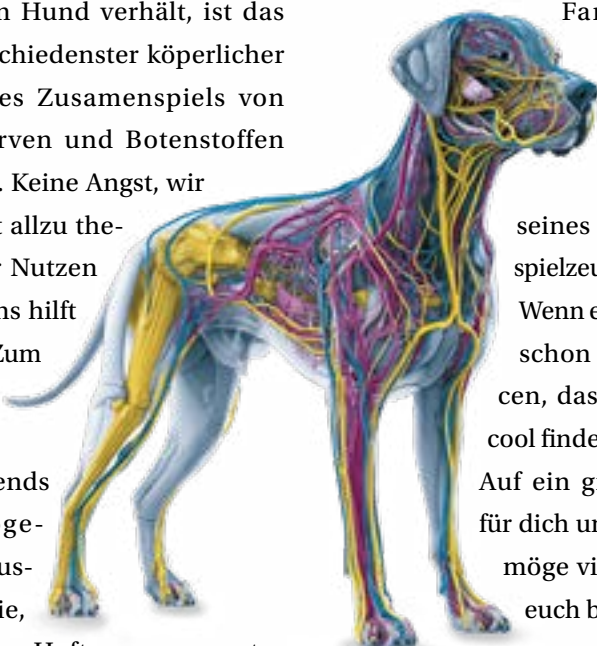 n Hund verhält, ist das
chiedenster köperlicher
es Zusamenspiels von
rven und Botenstoffen
. Keine Angst, wir
t allzu the-
r Nutzen
ns hilft
Zum
ends
ge-
us-
ie,
Far
seines
spielzeu
Wenn e
schon
cen, das
cool finde
Auf ein g
für dich un
möge vi
euch b